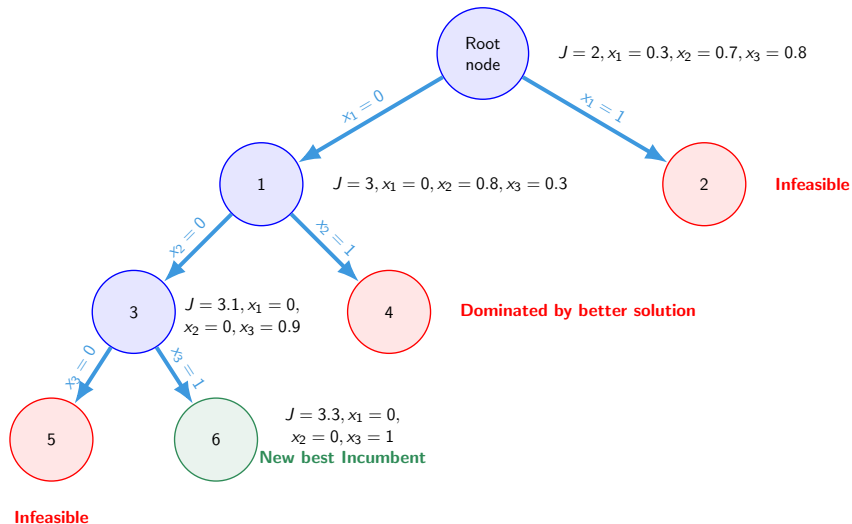 Root
node
J = 2, x₁ = 0.3, x₂ = 0.7, x₃ = 0.8
x₁ = 0
x₁ = 1
1
J = 3, x₁ = 0, x₂ = 0.8, x₃ = 0.3
2
Infeasible
x₂ = 0
x₂ = 1
3
J = 3.1, x₁ = 0,
x₂ = 0, x₃ = 0.9
4
Dominated by better solution
x₃ = 0
x₃ = 1
5
6
J = 3.3, x₁ = 0,
x₂ = 0, x₃ = 1
New best Incumbent
Infeasible